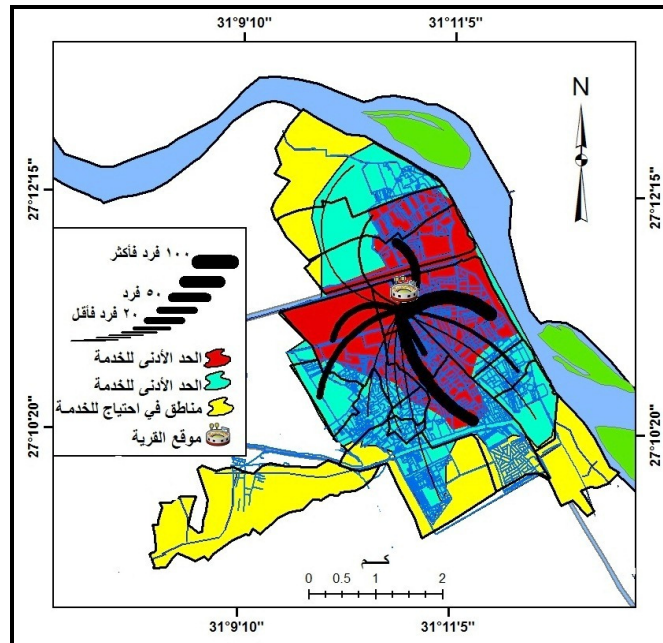 31°9'10"
31°11'5"
N
27°12'15"
27°12'15"
١٠٠ فرد فأكثر
٥٠ فرد
٢٠ فرد فأقل
الحد الأدنى للخدمة
الحد الأدنى للخدمة
مناطق في احتياج للخدمة
موقع القرية
27°10'20"
27°10'20"
كـــم
0 0.5 1 2
31°9'10"
31°11'5"